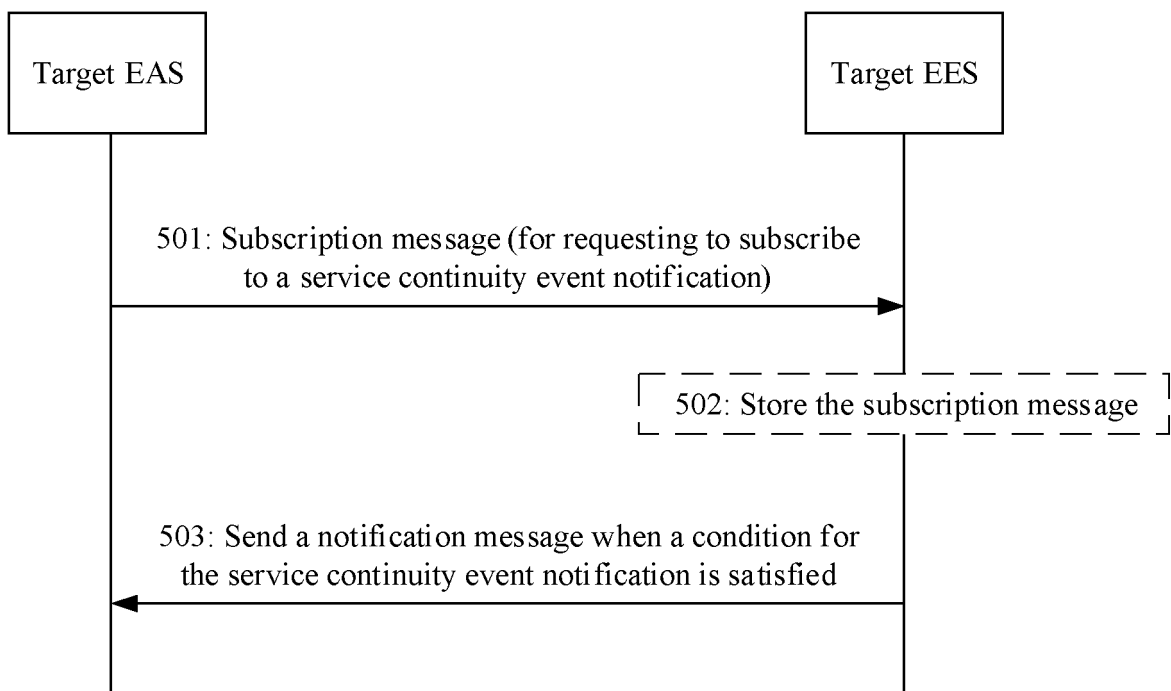 Target EAS
Target EES
501: Subscription message (for requesting to subscribe
to a service continuity event notification)
502: Store the subscription message
503: Send a notification message when a condition for
the service continuity event notification is satisfied